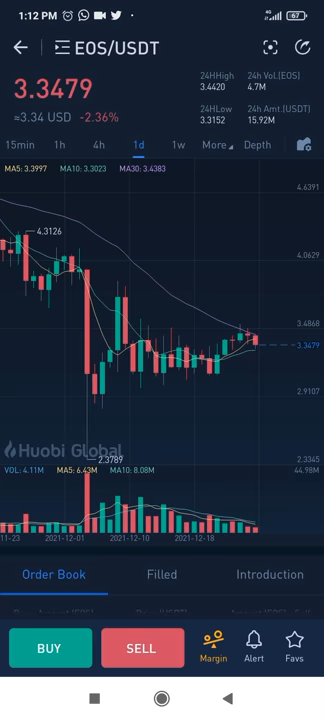 1:12 PM
4G
67
EOS/USDT
3.3479
≈3.34 USD -2.36%
24HHigh
3.4420
24h Vol.(EOS)
4.7M
24HLow
3.3152
24h Amt.(USDT)
15.92M
15min 1h 4h 1d 1w More Depth
MA5: 3.3997 MA10: 3.3023 MA30: 3.4383
4.6391
4.3126
4.0629
3.4868
3.3479
2.9107
Huobi Global
2.3789
2.3345
VOL: 4.11M MA5: 6.43M MA10: 8.08M
44.98M
11-23 2021-12-01 2021-12-10 2021-12-18
Order Book Filled Introduction
BUY SELL
Margin Alert Favs